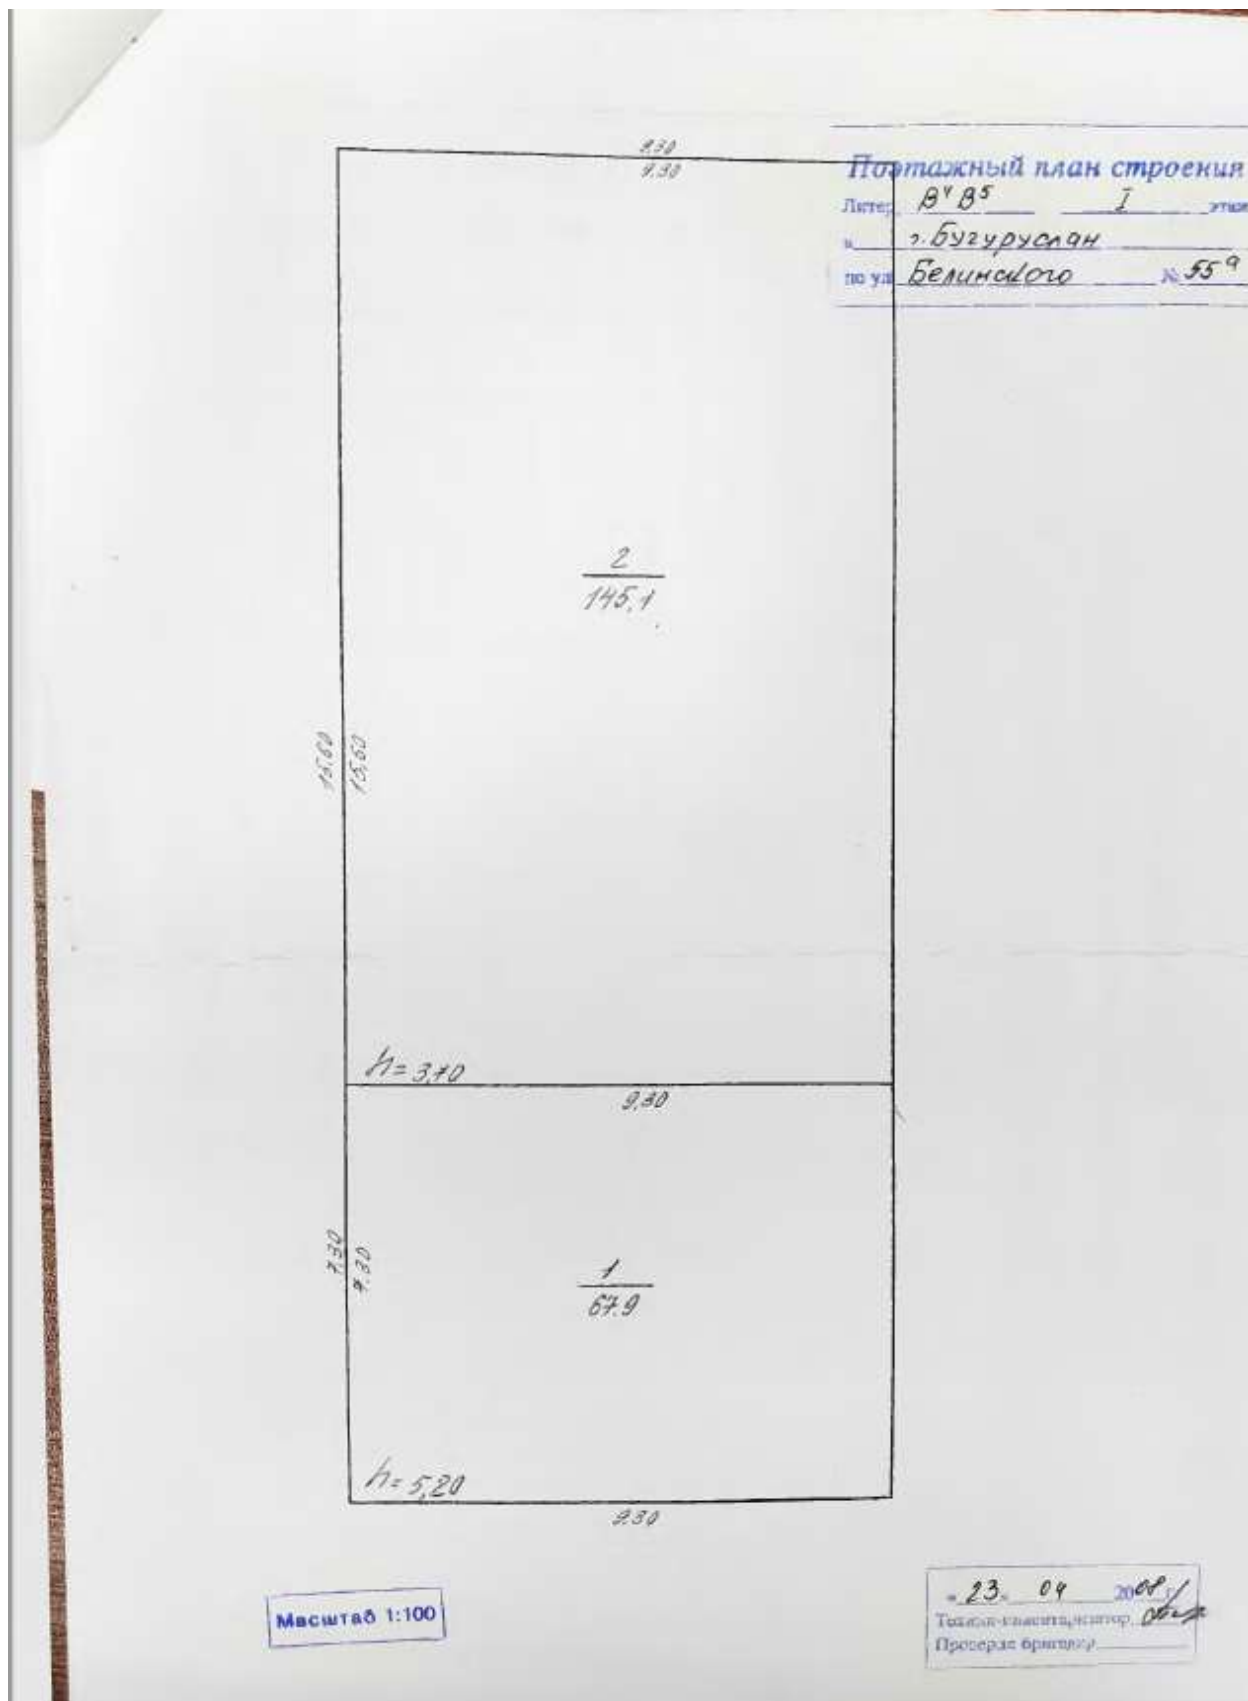 9.30
9.30
Поэтажный план строения
Литер В⁴ В⁵ I этаж
г. Бугуруслан
по ул Белинского № 55а
2
145,1
15,60
15,60
h = 3,70
9,30
7,30
7.30
1
67.9
h = 5,20
9.30
Масштаб 1:100
« 23 » 04 2008 г.
Техник-инвентаризатор
Проверил бригадир